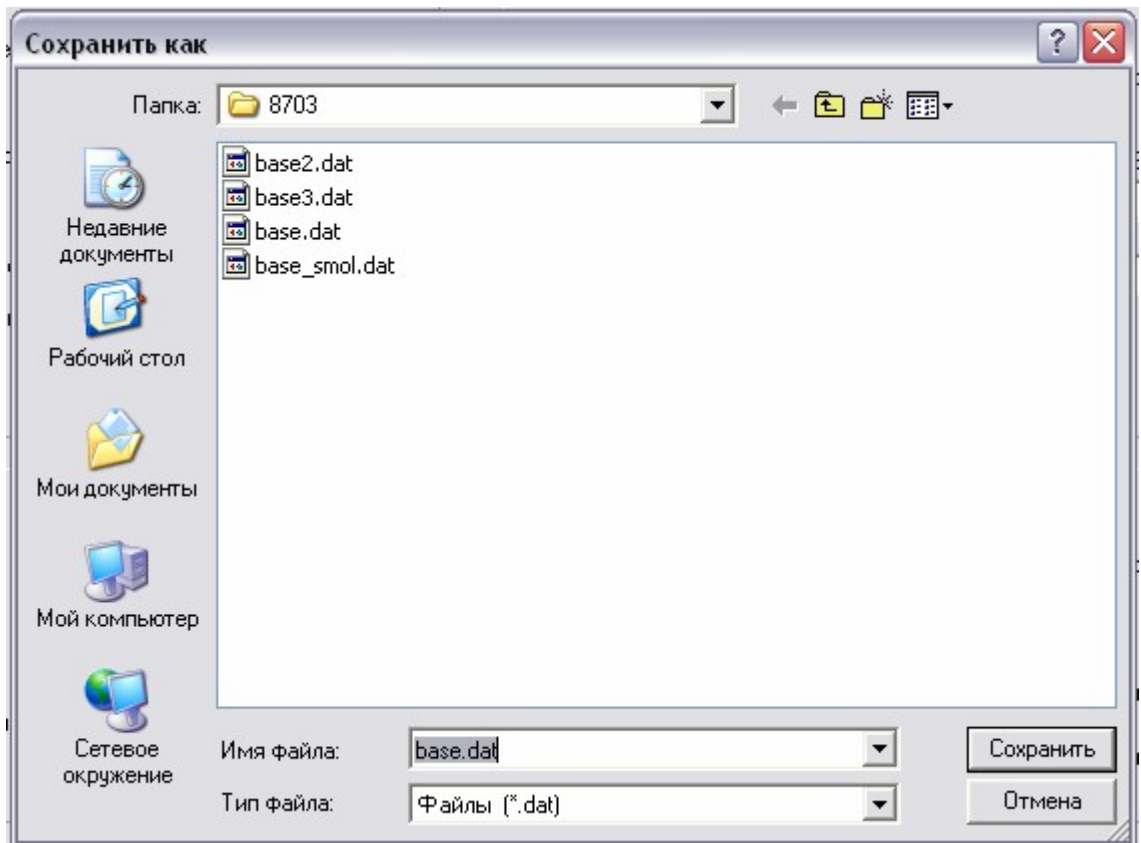 Сохранить как
Папка: 8703
base2.dat
base3.dat
base.dat
base_smol.dat
Недавние
документы
Рабочий стол
Мои документы
Мой компьютер
Сетевое
окружение
Имя файла: base.dat Сохранить
Тип файла: Файлы (*.dat) Отмена